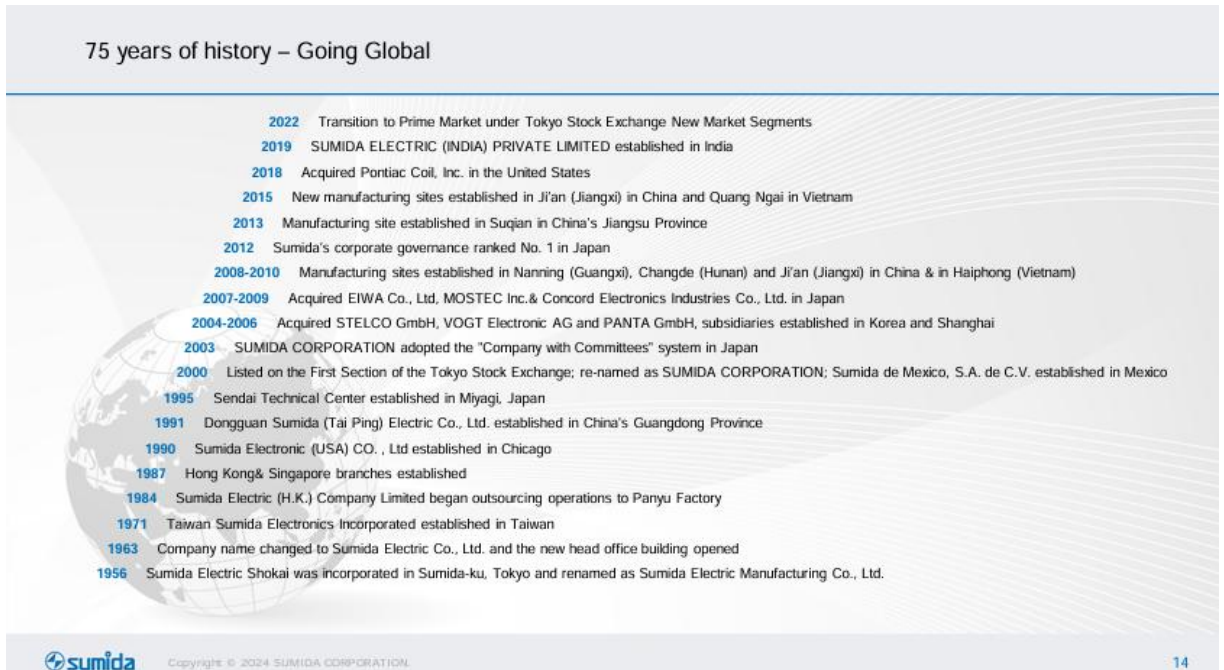 75 years of history – Going Global
2022 Transition to Prime Market under Tokyo Stock Exchange New Market Segments
2019 SUMIDA ELECTRIC (INDIA) PRIVATE LIMITED established in India
2018 Acquired Pontiac Coil, Inc. in the United States
2015 New manufacturing sites established in Ji'an (Jiangxi) in China and Quang Ngai in Vietnam
2013 Manufacturing site established in Suqian in China's Jiangsu Province
2012 Sumida's corporate governance ranked No. 1 in Japan
2008-2010 Manufacturing sites established in Nanning (Guangxi), Changde (Hunan) and Ji'an (Jiangxi) in China & in Haiphong (Vietnam)
2007-2009 Acquired EIWA Co., Ltd, MOSTEC Inc.& Concord Electronics Industries Co., Ltd. in Japan
2004-2006 Acquired STELCO GmbH, VOGT Electronic AG and PANTA GmbH, subsidiaries established in Korea and Shanghai
2003 SUMIDA CORPORATION adopted the "Company with Committees" system in Japan
2000 Listed on the First Section of the Tokyo Stock Exchange; re-named as SUMIDA CORPORATION; Sumida de Mexico, S.A. de C.V. established in Mexico
1995 Sendai Technical Center established in Miyagi, Japan
1991 Dongguan Sumida (Tai Ping) Electric Co., Ltd. established in China's Guangdong Province
1990 Sumida Electronic (USA) CO. , Ltd established in Chicago
1987 Hong Kong& Singapore branches established
1984 Sumida Electric (H.K.) Company Limited began outsourcing operations to Panyu Factory
1971 Taiwan Sumida Electronics Incorporated established in Taiwan
1963 Company name changed to Sumida Electric Co., Ltd. and the new head office building opened
1956 Sumida Electric Shokai was incorporated in Sumida-ku, Tokyo and renamed as Sumida Electric Manufacturing Co., Ltd.
sumida Copyright © 2024 SUMIDA CORPORATION. 14